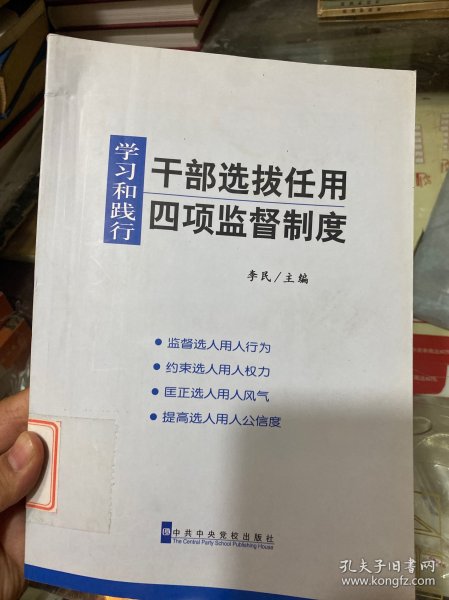 学习和践行
干部选拔任用
四项监督制度
李民/主编
• 监督选人用人行为
• 约束选人用人权力
• 匡正选人用人风气
• 提高选人用人公信度
中共中央党校出版社
The Central Party School Publishing House
孔夫子旧书网
www.kongfz.com